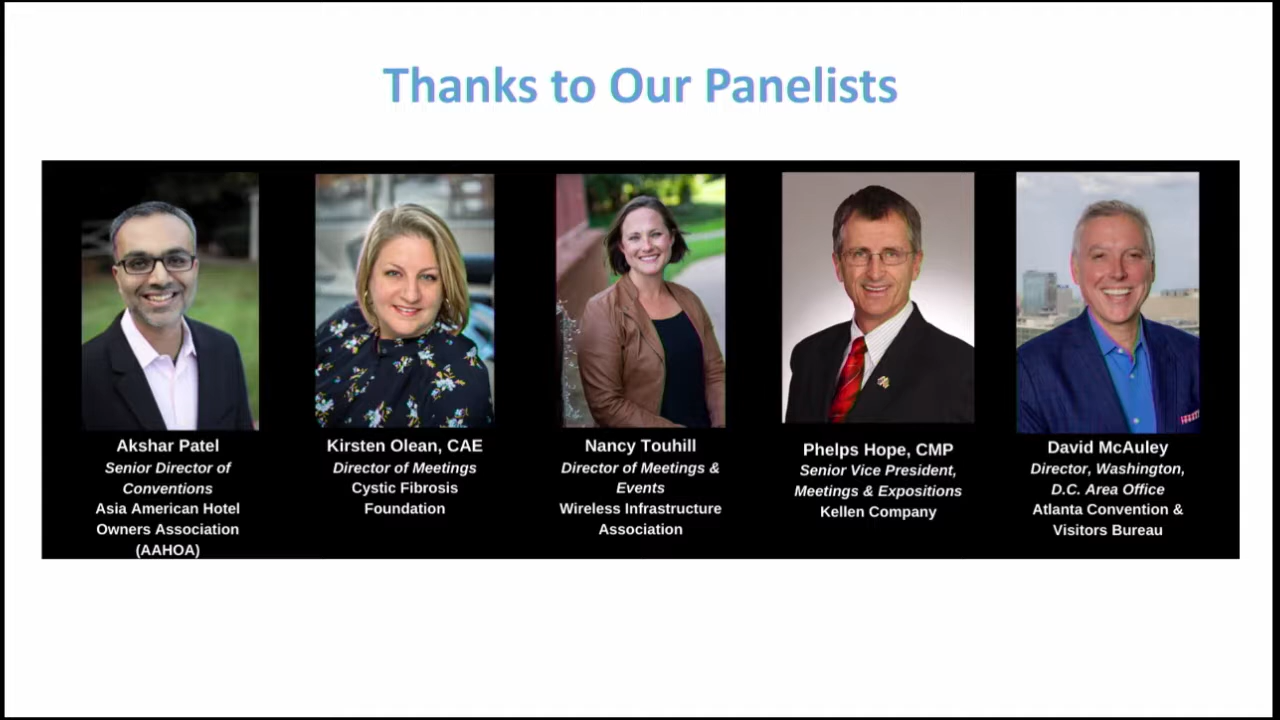 Thanks to Our Panelists
Akshar Patel
Senior Director of
Conventions
Asia American Hotel
Owners Association
(AAHOA)
Kirsten Olean, CAE
Director of Meetings
Cystic Fibrosis
Foundation
Nancy Touhill
Director of Meetings &
Events
Wireless Infrastructure
Association
Phelps Hope, CMP
Senior Vice President,
Meetings & Expositions
Kellen Company
David McAuley
Director, Washington,
D.C. Area Office
Atlanta Convention &
Visitors Bureau